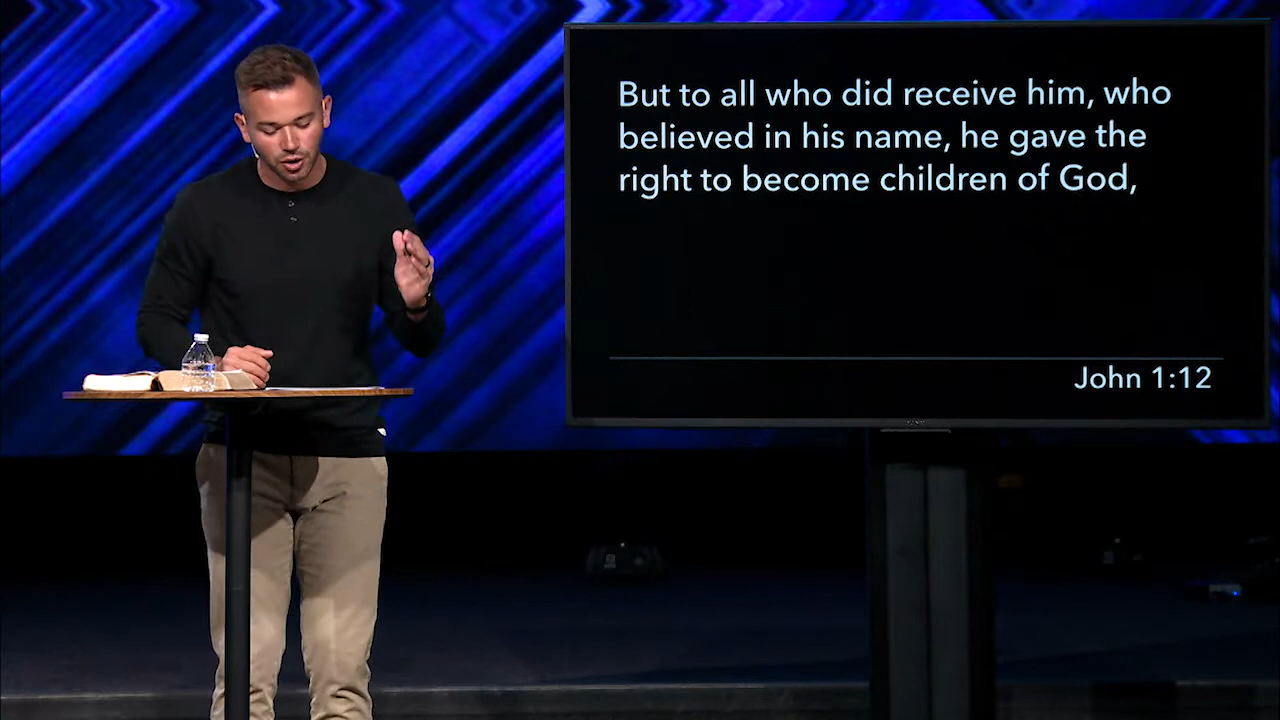 But to all who did receive him, who
believed in his name, he gave the
right to become children of God,
John 1:12